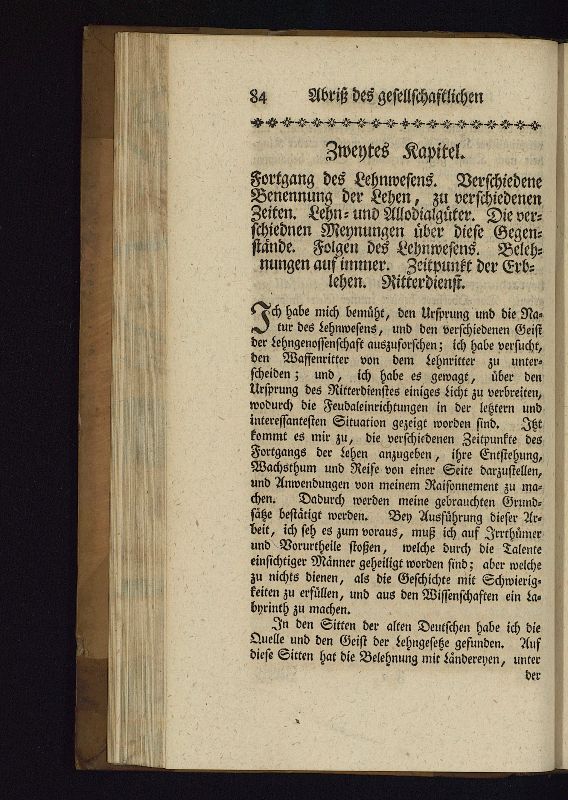 84 Abriß des gesellschaftlichen
Zweytes Kapitel.
Fortgang des Lehnwesens. Verschiedene
Benennung der Lehen, zu verschiedenen
Zeiten. Lehn- und Allodialgüter. Die ver-
schiednen Meynungen über diese Gegen-
stände. Folgen des Lehnwesens. Beleh-
nungen auf immer. Zeitpunkt der Erb-
lehen. Ritterdienst.
Ich habe mich bemüht, den Ursprung und die Na-
tur des Lehnwesens, und den verschiedenen Geist
der Lehngenossenschaft auszuforschen; ich habe versucht,
den Waffenritter von dem Lehnritter zu unter-
scheiden; und, ich habe es gewagt, über den
Ursprung des Ritterdienstes einiges Licht zu verbreiten,
wodurch die Feudaleinrichtungen in der letztern und
interessantesten Situation gezeigt worden sind. Itzt
kommt es mir zu, die verschiedenen Zeitpunkte des
Fortgangs der Lehen anzugeben, ihre Entstehung,
Wachsthum und Reife von einer Seite darzustellen,
und Anwendungen von meinem Raisonnement zu ma-
chen. Dadurch werden meine gebrauchten Grund-
sätze bestätigt werden. Bey Ausführung dieser Ar-
beit, ich seh es zum voraus, muß ich auf Irrthümer
und Vorurtheile stoßen, welche durch die Talente
einsichtiger Männer geheiligt worden sind; aber welche
zu nichts dienen, als die Geschichte mit Schwierig-
keiten zu erfüllen, und aus den Wissenschaften ein La-
byrinth zu machen.
In den Sitten der alten Deutschen habe ich die
Quelle und den Geist der Lehngesetze gefunden. Auf
diese Sitten hat die Belehnung mit Ländereyen, unter
der